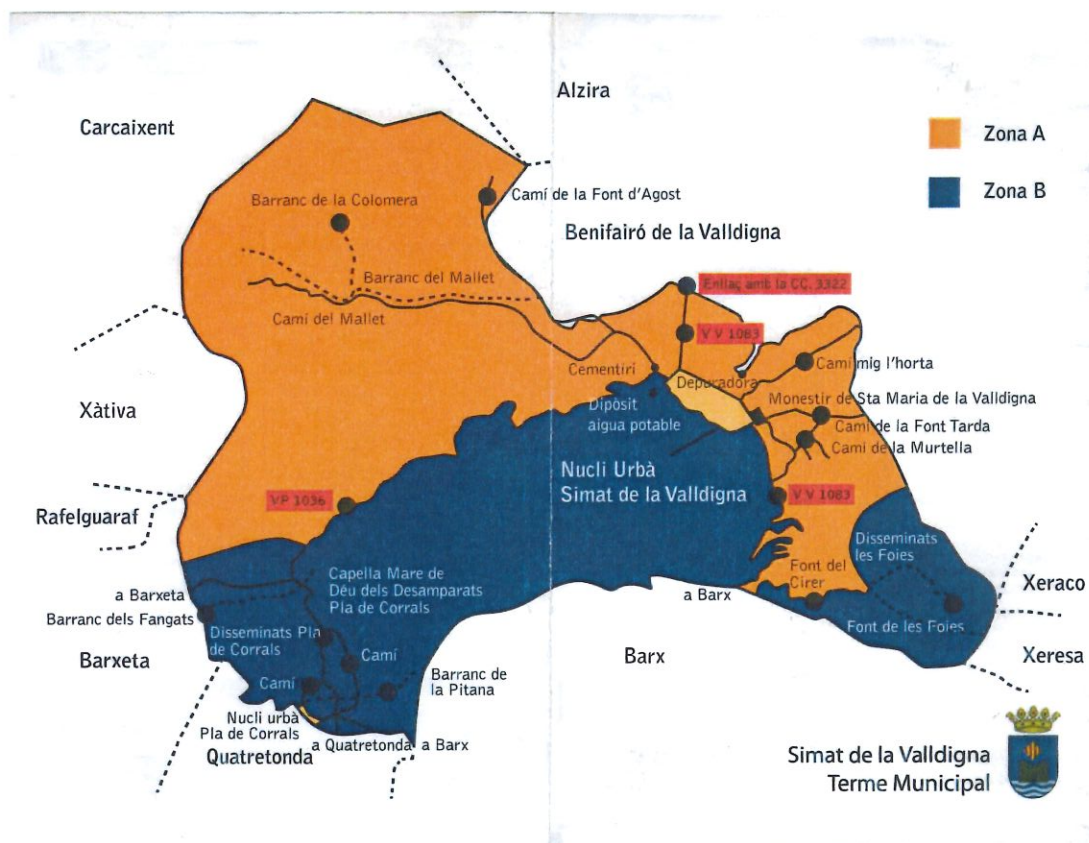 Alzira
Carcaixent
Zona A
Zona B
Camí de la Font d'Agost
Barranc de la Colomera
Benifairó de la Valldigna
Barranc del Mallet
Enllaç amb la CC. 3322
Camí del Mallet
V V 1083
Cementiri
Camí mig l'horta
Depuradora
Xàtiva
Dipòsit
aigua potable
Monestir de Sta Maria de la Valldigna
Camí de la Font Tarda
Camí de la Murtella
Nucli Urbà
Simat de la Valldigna
VP 1036
V V 1083
Rafelguaraf
Disseminats
les Foies
Font del
Cirer
Capella Mare de
Déu dels Desamparats
Pla de Corrals
a Barxeta
a Barx
Xeraco
Barranc dels Fangats
Font de les Foies
Disseminats Pla
de Corrals
Barxeta
Camí
Barx
Xeresa
Camí
Barranc de
la Pitana
Nucli urbà
Pla de Corrals
Quatretonda
a Quatretonda
a Barx
Simat de la Valldigna
Terme Municipal